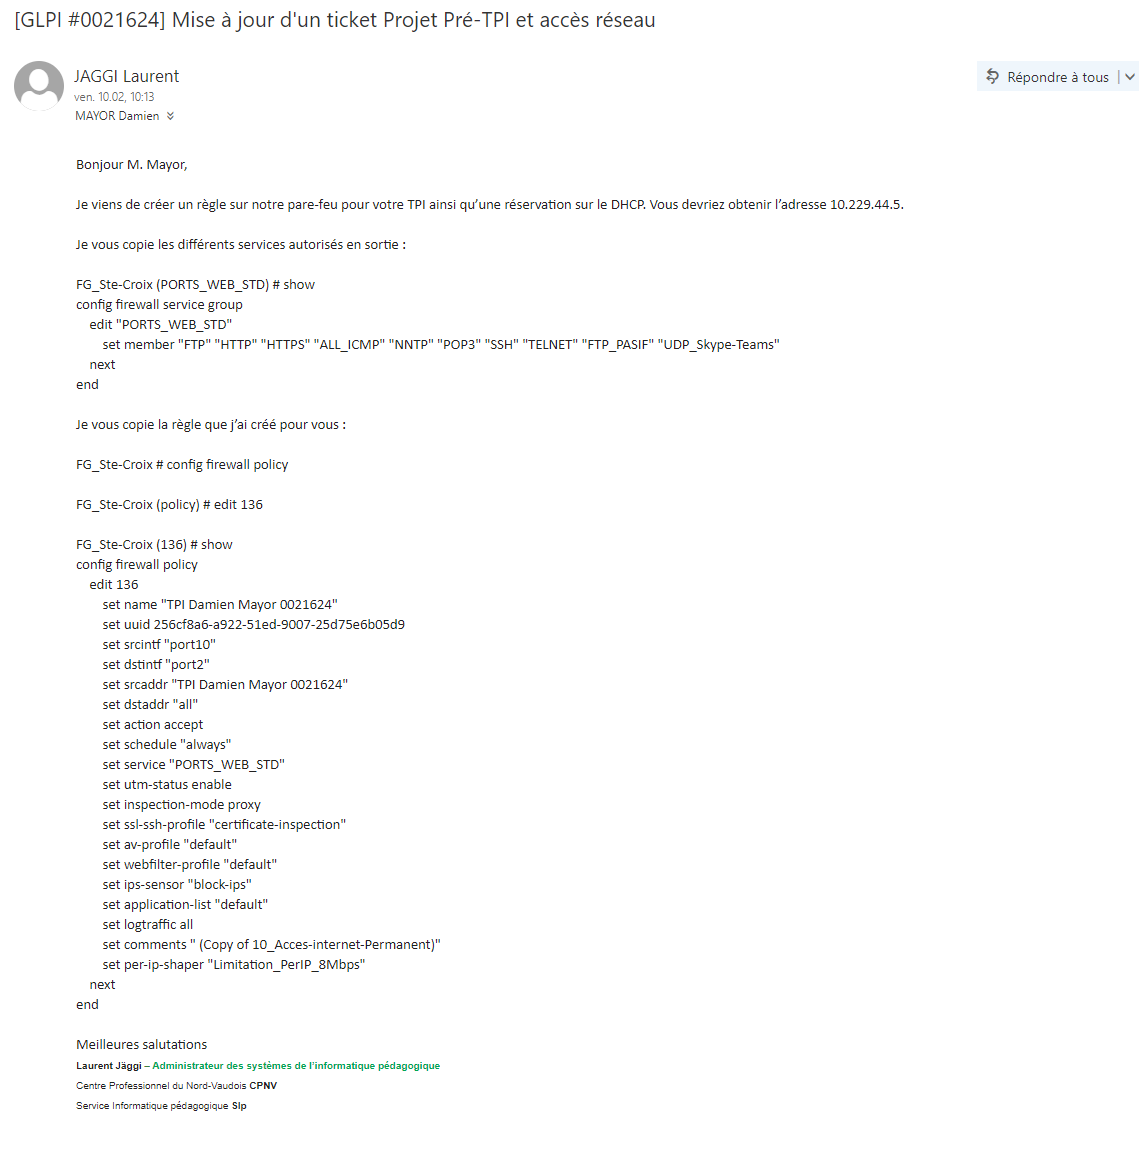 [GLPI #0021624] Mise à jour d'un ticket Projet Pré-TPI et accès réseau
JAGGI Laurent
Répondre à tous
ven. 10.02, 10:13
MAYOR Damien
Bonjour M. Mayor,
Je viens de créer un règle sur notre pare-feu pour votre TPI ainsi qu’une réservation sur le DHCP. Vous devriez obtenir l’adresse 10.229.44.5.
Je vous copie les différents services autorisés en sortie :
FG_Ste-Croix (PORTS_WEB_STD) # show
config firewall service group
edit "PORTS_WEB_STD"
set member "FTP" "HTTP" "HTTPS" "ALL_ICMP" "NNTP" "POP3" "SSH" "TELNET" "FTP_PASIF" "UDP_Skype-Teams"
next
end
Je vous copie la règle que j’ai créé pour vous :
FG_Ste-Croix # config firewall policy
FG_Ste-Croix (policy) # edit 136
FG_Ste-Croix (136) # show
config firewall policy
edit 136
set name "TPI Damien Mayor 0021624"
set uuid 256cf8a6-a922-51ed-9007-25d75e6b05d9
set srcintf "port10"
set dstintf "port2"
set srcaddr "TPI Damien Mayor 0021624"
set dstaddr "all"
set action accept
set schedule "always"
set service "PORTS_WEB_STD"
set utm-status enable
set inspection-mode proxy
set ssl-ssh-profile "certificate-inspection"
set av-profile "default"
set webfilter-profile "default"
set ips-sensor "block-ips"
set application-list "default"
set logtraffic all
set comments " (Copy of 10_Acces-internet-Permanent)"
set per-ip-shaper "Limitation_PerIP_8Mbps"
next
end
Meilleures salutations
Laurent Jäggi – Administrateur des systèmes de l’informatique pédagogique
Centre Professionnel du Nord-Vaudois CPNV
Service Informatique pédagogique SIp